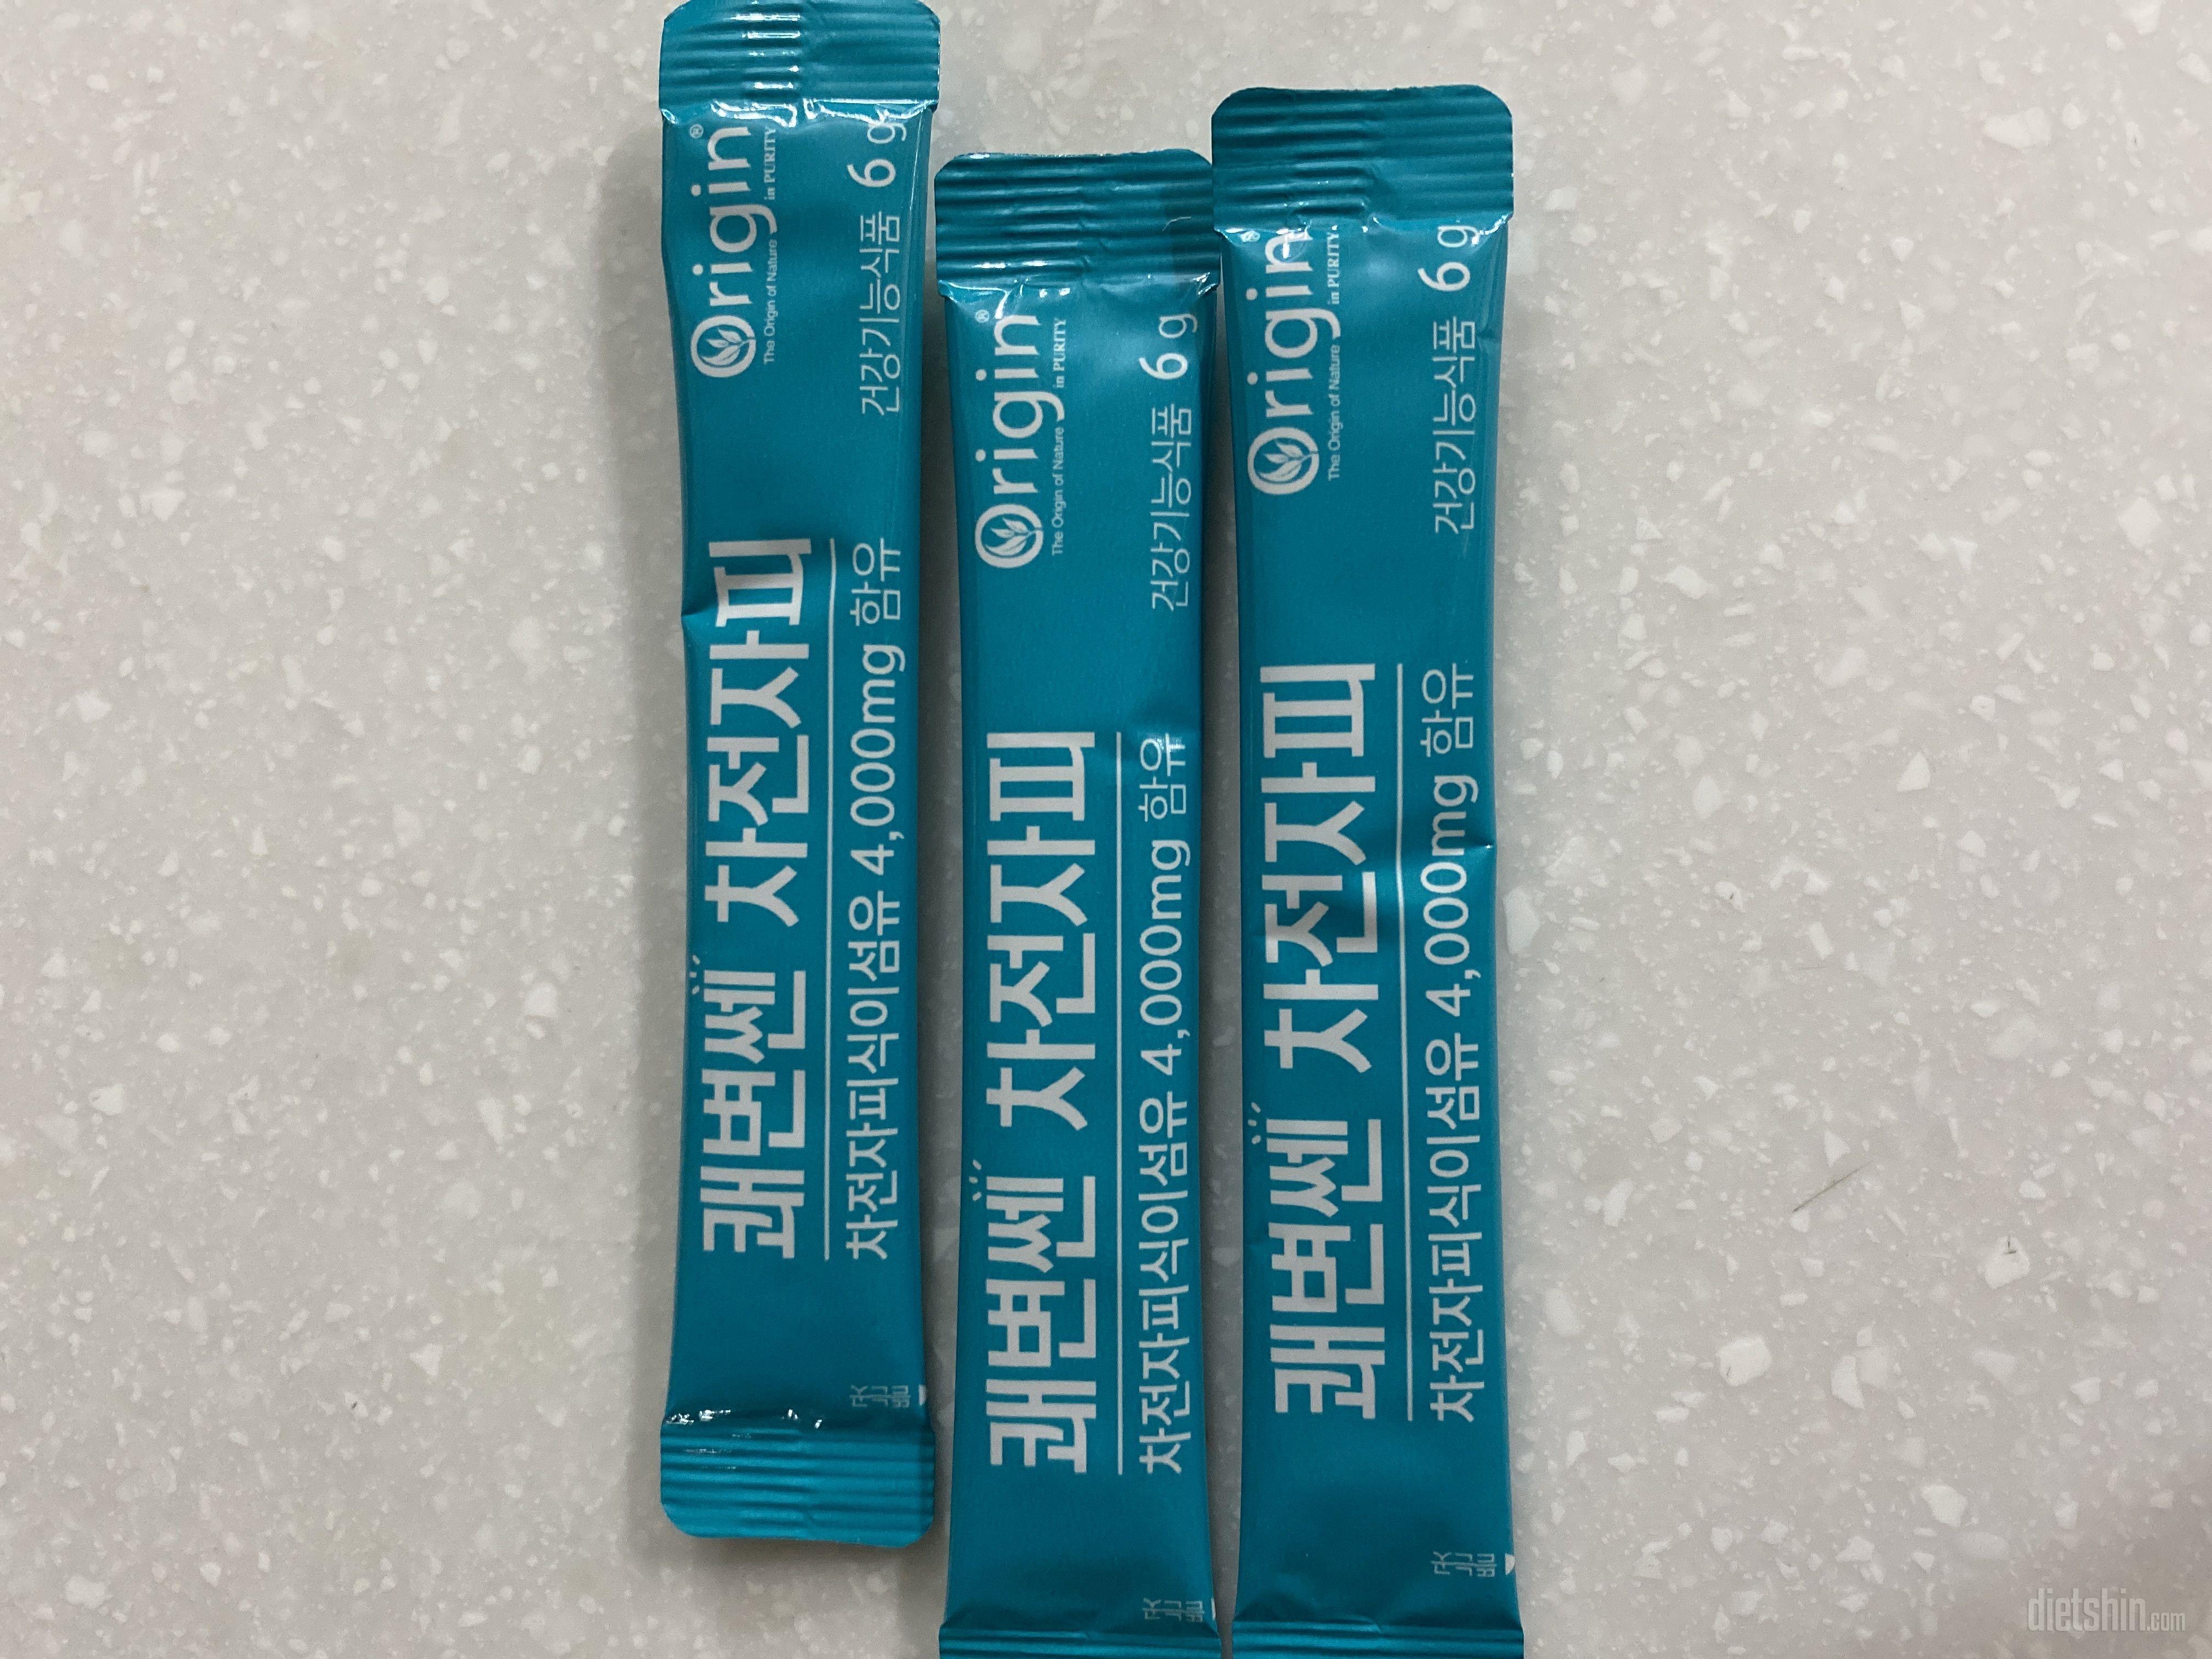 Origin®
The Origin of Nature in PURITY
건강기능식품 6 g
쾌변쎈 차전자피
차전자피식이섬유 4,000mg 함유
Origin®
The Origin of Nature in PURITY
건강기능식품 6 g
쾌변쎈 차전자피
차전자피식이섬유 4,000mg 함유
Origin®
The Origin of Nature in PURITY
건강기능식품 6 g
쾌변쎈 차전자피
차전자피식이섬유 4,000mg 함유
dietshin.com